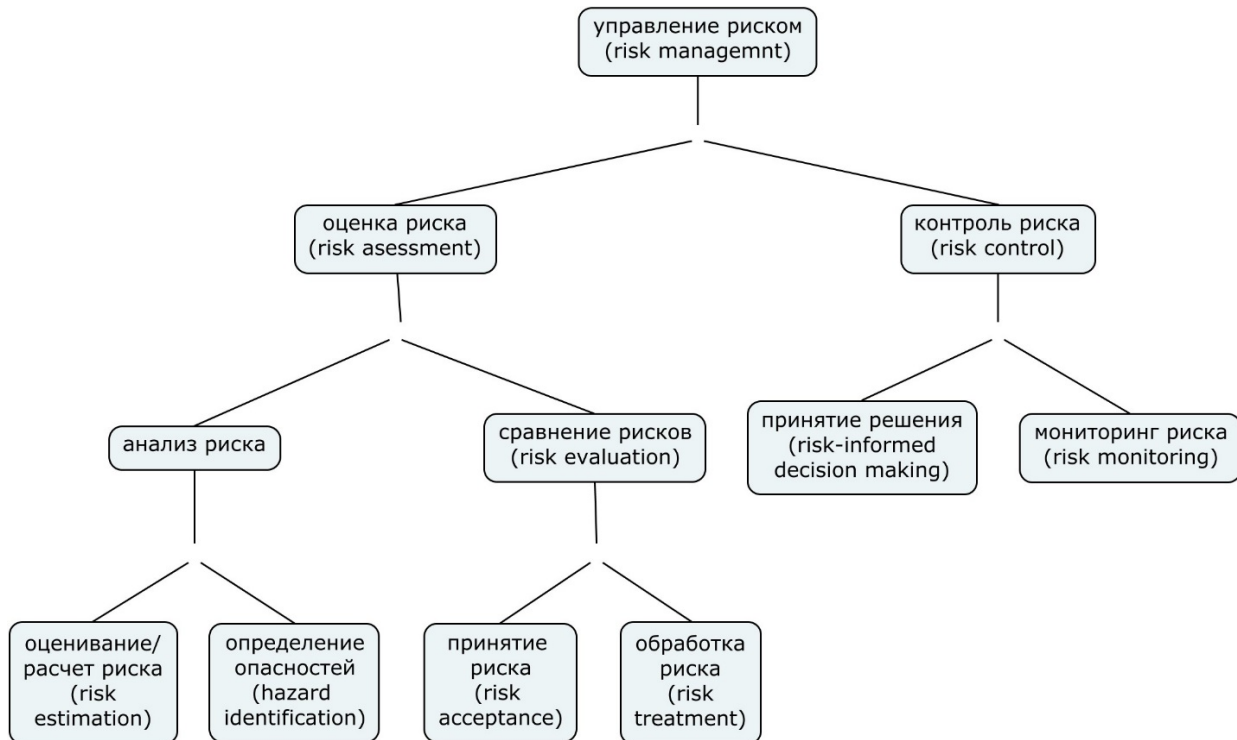 управление риском
(risk managemnt)
оценка риска
(risk asessment)
контроль риска
(risk control)
анализ риска
сравнение рисков
(risk evaluation)
принятие решения
(risk-informed
decision making)
мониторинг риска
(risk monitoring)
оценивание/
расчет риска
(risk
estimation)
определение
опасностей
(hazard
identification)
принятие
риска
(risk
acceptance)
обработка
риска
(risk
treatment)